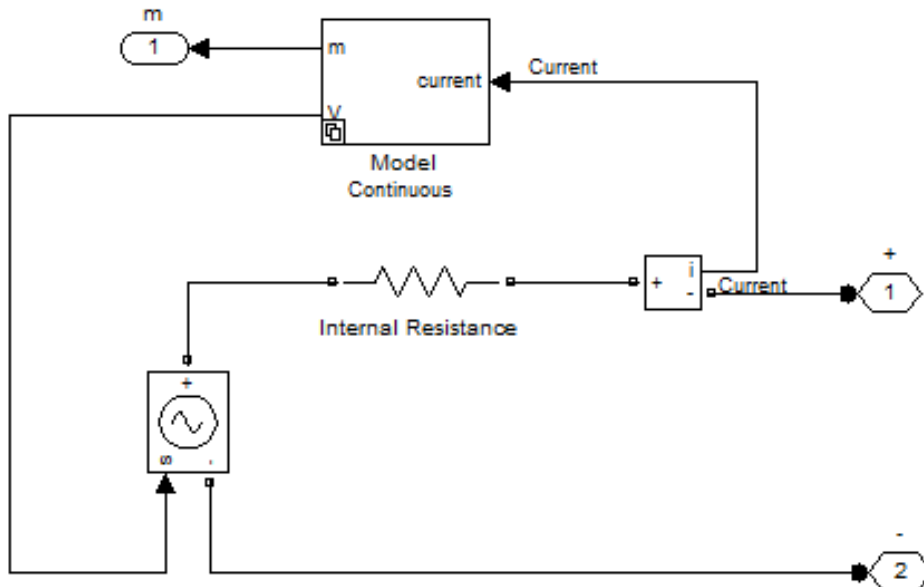 m
1
m
current
Current
V
Model
Continuous
+
i
+
-
Current
1
Internal Resistance
+
s
-
-
2